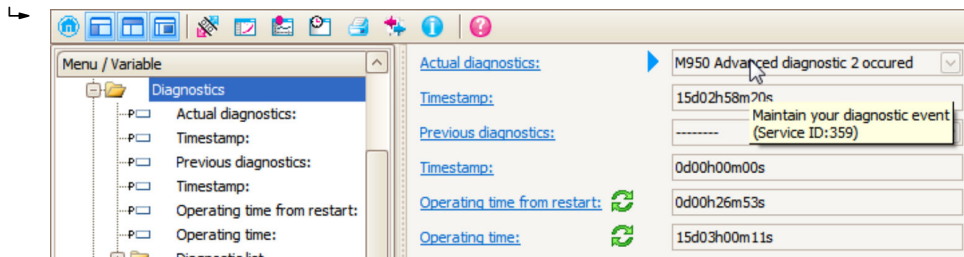 Menu / Variable
Diagnostics
Actual diagnostics:
Timestamp:
Previous diagnostics:
Timestamp:
Operating time from restart:
Operating time:
Diagnostic list
Actual diagnostics:
M950 Advanced diagnostic 2 occured
Timestamp:
15d02h58m20s
Maintain your diagnostic event
(Service ID:359)
Previous diagnostics:
--------
Timestamp:
0d00h00m00s
Operating time from restart:
0d00h26m53s
Operating time:
15d03h00m11s